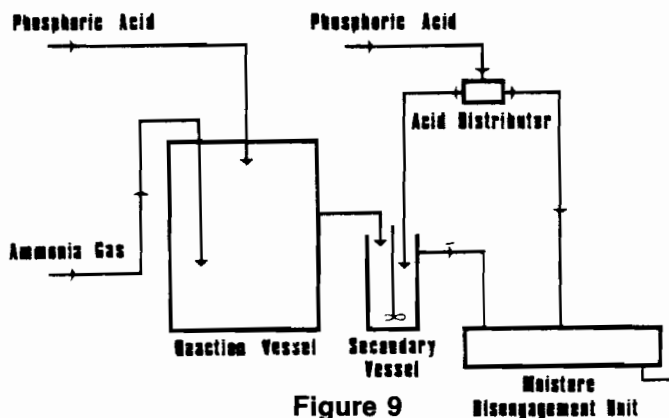 Phosphoric Acid
Phosphoric Acid
Acid Distributor
Ammonia Gas
Reaction Vessel
Secondary
Vessel
Moisture
Disengagement Unit
Figure 9